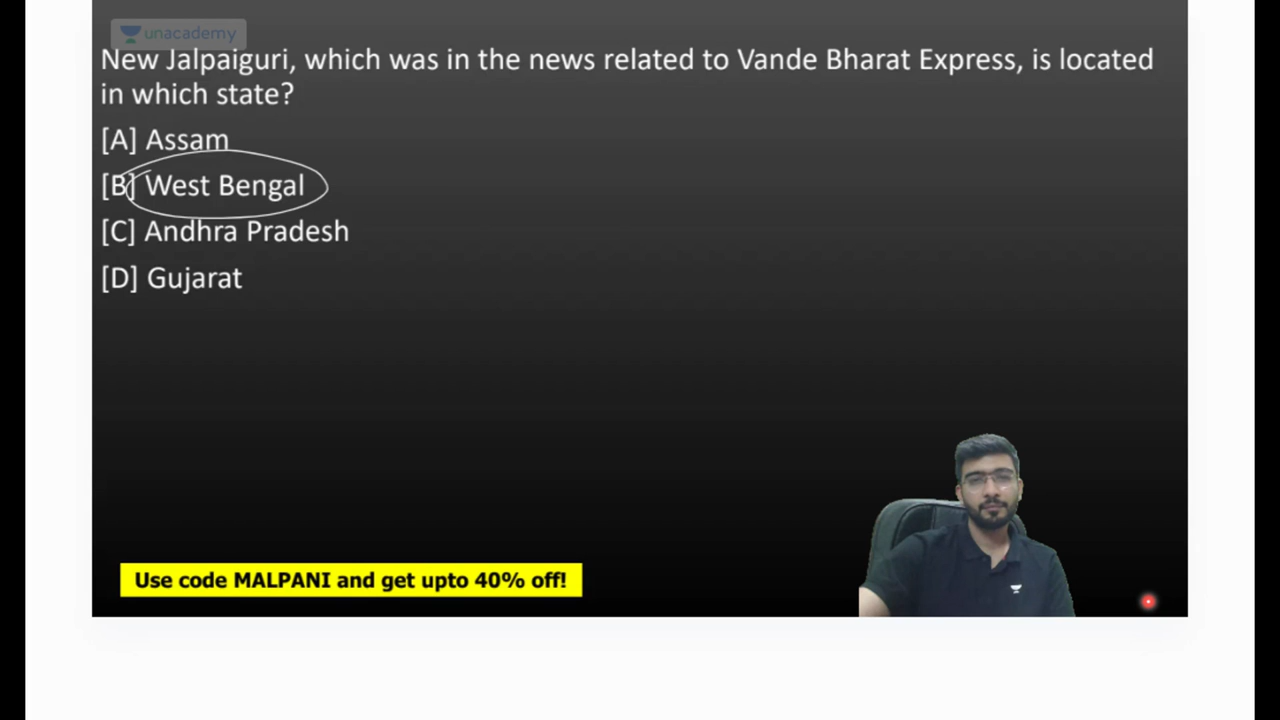 unacademy
New Jalpaiguri, which was in the news related to Vande Bharat Express, is located
in which state?
[A] Assam
[B] West Bengal
[C] Andhra Pradesh
[D] Gujarat
Use code MALPANI and get upto 40% off!